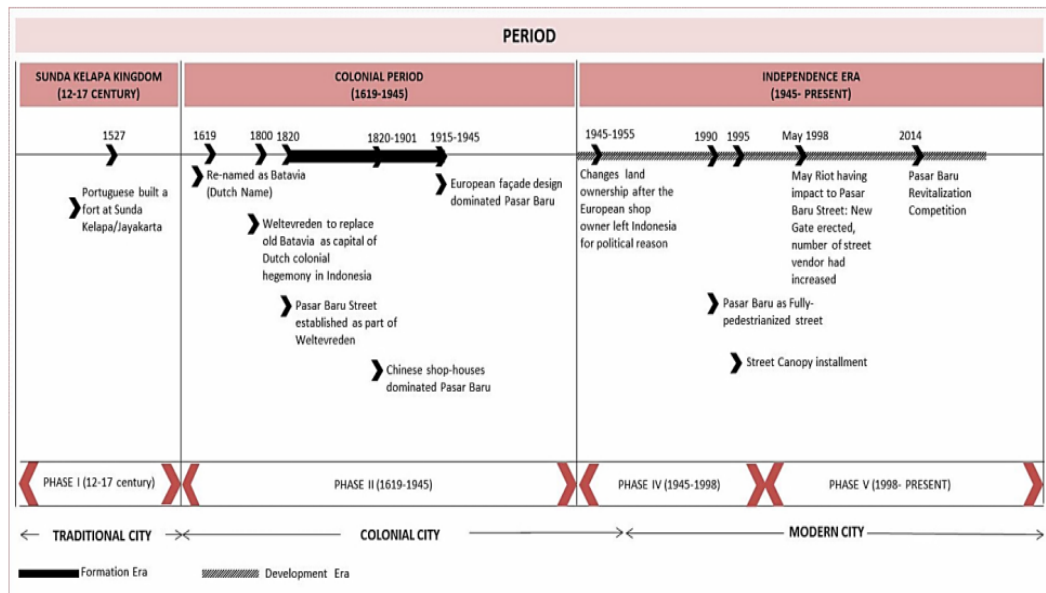 PERIOD
SUNDA KELAPA KINGDOM
(12-17 CENTURY)
COLONIAL PERIOD
(1619-1945)
INDEPENDENCE ERA
(1945- PRESENT)
1527
1619
1800
1820
1820-1901
1915-1945
1945-1955
1990
1995
May 1998
2014
Portuguese built a
fort at Sunda
Kelapa/Jayakarta
Re-named as Batavia
(Dutch Name)
Weltevreden to replace
old Batavia as capital of
Dutch colonial
hegemony in Indonesia
Pasar Baru Street
established as part of
Weltevreden
Chinese shop-houses
dominated Pasar Baru
European façade design
dominated Pasar Baru
Changes land
ownership after the
European shop
owner left Indonesia
for political reason
Pasar Baru as Fully-
pedestrianized street
Street Canopy installment
May Riot having
impact to Pasar
Baru Street: New
Gate erected,
number of street
vendor had
increased
Pasar Baru
Revitalization
Competition
PHASE I (12-17 century)
PHASE II (1619-1945)
PHASE IV (1945-1998)
PHASE V (1998- PRESENT)
TRADITIONAL CITY
COLONIAL CITY
MODERN CITY
Formation Era
Development Era